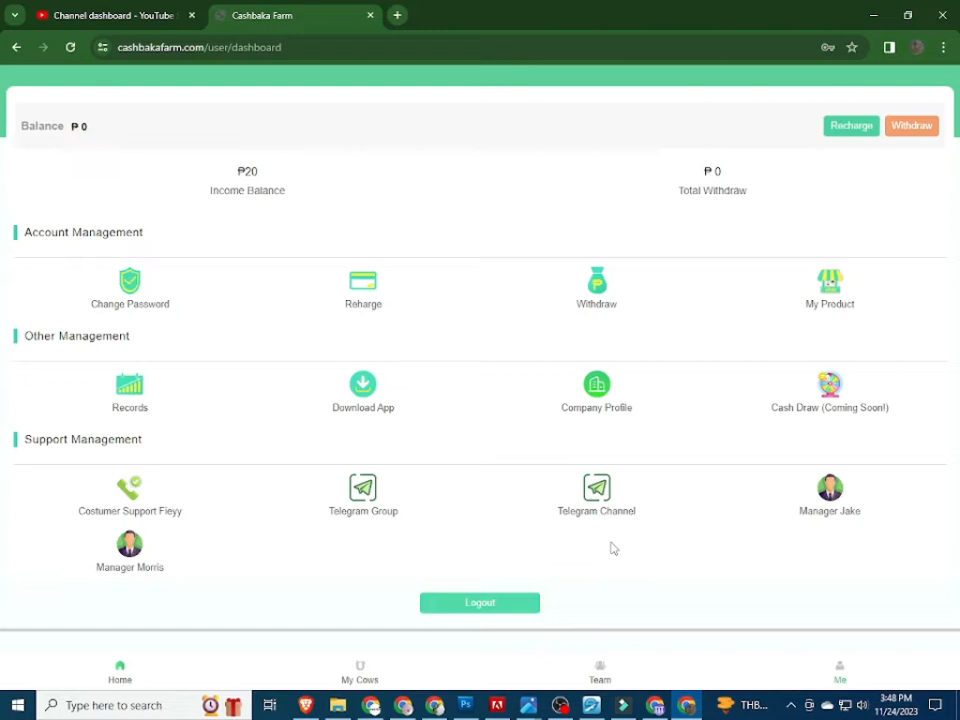 Channel dashboard - YouTube
Cashbaka Farm
cashbakafarm.com/user/dashboard
Balance ₱ 0
Recharge
Withdraw
₱20
Income Balance
₱ 0
Total Withdraw
Account Management
Change Password
Reharge
Withdraw
My Product
Other Management
Records
Download App
Company Profile
Cash Draw (Coming Soon!)
Support Management
Costumer Support Fleyy
Telegram Group
Telegram Channel
Manager Jake
Manager Morris
Logout
Home
My Cows
Team
Me
Type here to search
THB...
3:48 PM
11/24/2023